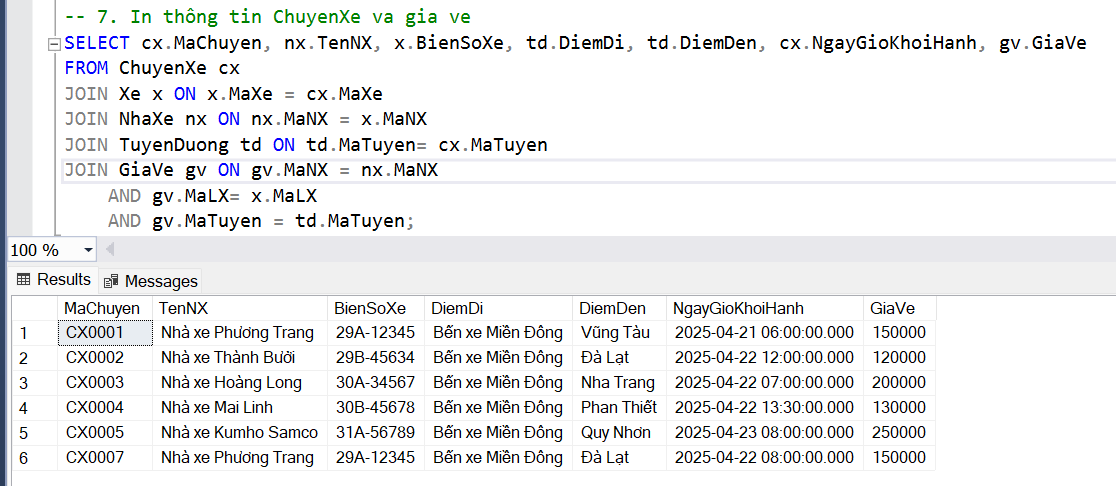 -- 7. In thông tin ChuyenXe va gia ve
SELECT cx.MaChuyen, nx.TenNX, x.BienSoXe, td.DiemDi, td.DiemDen, cx.NgayGioKhoiHanh, gv.GiaVe
FROM ChuyenXe cx
JOIN Xe x ON x.MaXe = cx.MaXe
JOIN NhaXe nx ON nx.MaNX = x.MaNX
JOIN TuyenDuong td ON td.MaTuyen= cx.MaTuyen
JOIN GiaVe gv ON gv.MaNX = nx.MaNX
AND gv.MaLX= x.MaLX
AND gv.MaTuyen = td.MaTuyen;
100 %
Results Messages
MaChuyen TenNX BienSoXe DiemDi DiemDen NgayGioKhoiHanh GiaVe
1 CX0001 Nhà xe Phương Trang 29A-12345 Bến xe Miền Đông Vũng Tàu 2025-04-21 06:00:00.000 150000
2 CX0002 Nhà xe Thành Bưởi 29B-45634 Bến xe Miền Đông Đà Lạt 2025-04-22 12:00:00.000 120000
3 CX0003 Nhà xe Hoàng Long 30A-34567 Bến xe Miền Đông Nha Trang 2025-04-22 07:00:00.000 200000
4 CX0004 Nhà xe Mai Linh 30B-45678 Bến xe Miền Đông Phan Thiết 2025-04-22 13:30:00.000 130000
5 CX0005 Nhà xe Kumho Samco 31A-56789 Bến xe Miền Đông Quy Nhơn 2025-04-23 08:00:00.000 250000
6 CX0007 Nhà xe Phương Trang 29A-12345 Bến xe Miền Đông Đà Lạt 2025-04-22 08:00:00.000 150000